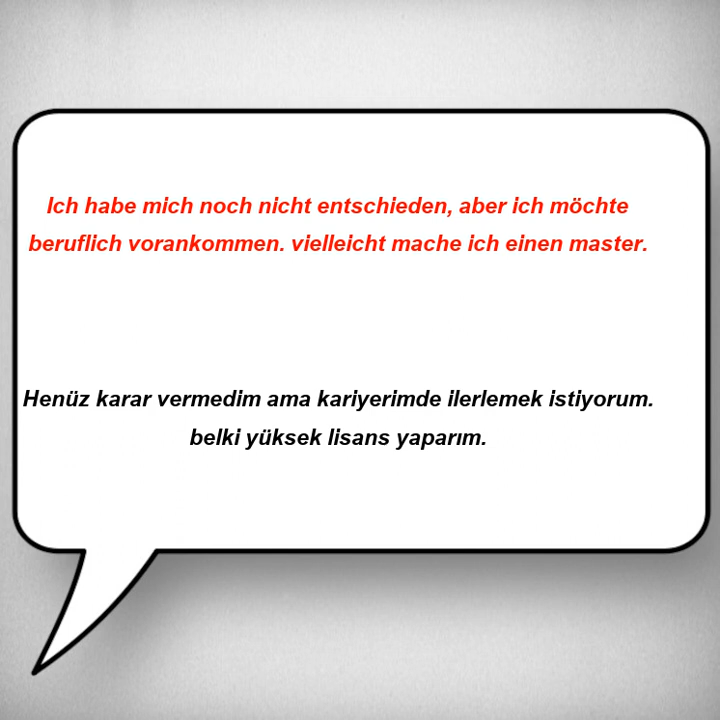 Ich habe mich noch nicht entschieden, aber ich möchte
beruflich vorankommen. vielleicht mache ich einen master.
Henüz karar vermedim ama kariyerimde ilerlemek istiyorum.
belki yüksek lisans yaparım.